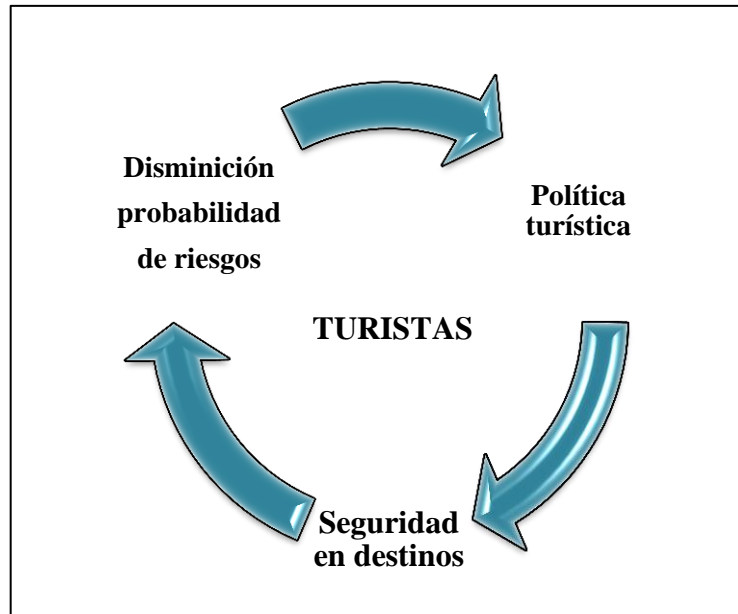 Disminición
probabilidad
de riesgos
Política
turística
TURISTAS
Seguridad
en destinos